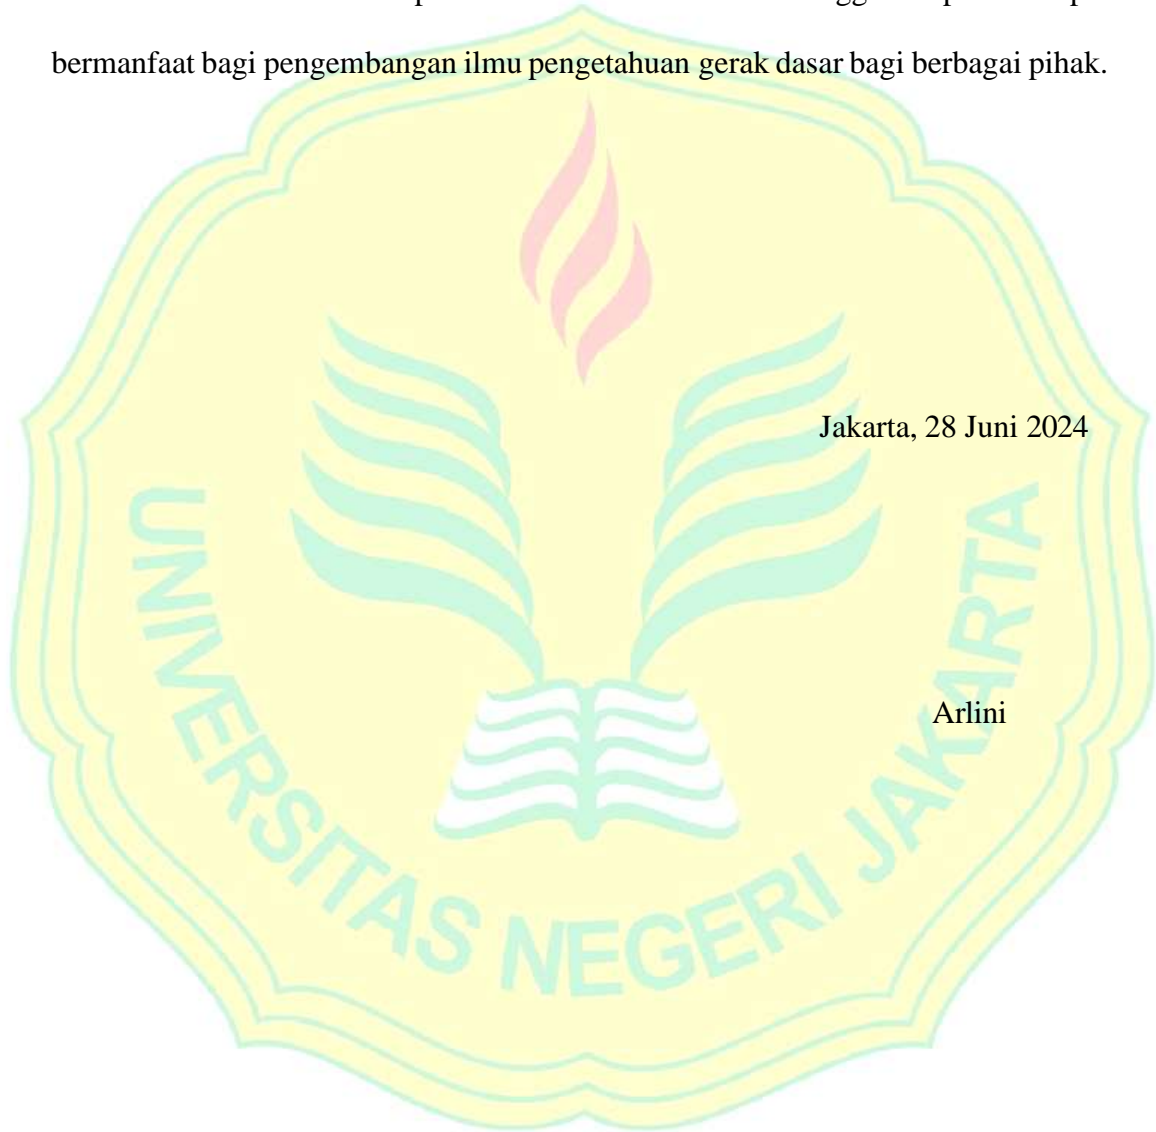 bermanfaat bagi pengembangan ilmu pengetahuan gerak dasar bagi berbagai pihak.
Jakarta, 28 Juni 2024
Arlini
UNIVERSITAS NEGERI JAKARTA